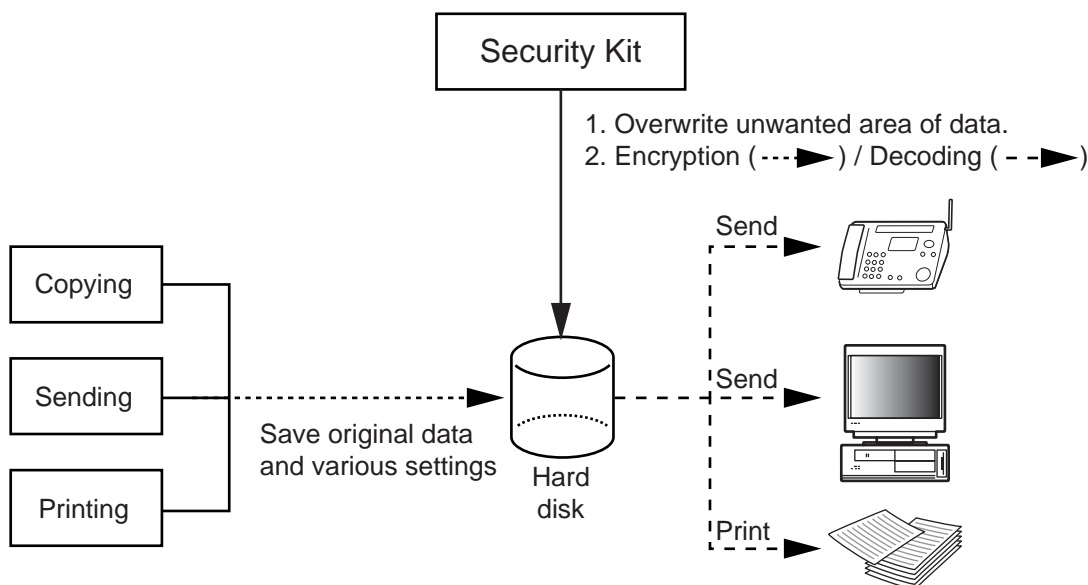 Security Kit
1. Overwrite unwanted area of data.
2. Encryption ( ) / Decoding ( )
Send
Copying
Sending
Printing
Save original data
and various settings
Hard
disk
Send
Print